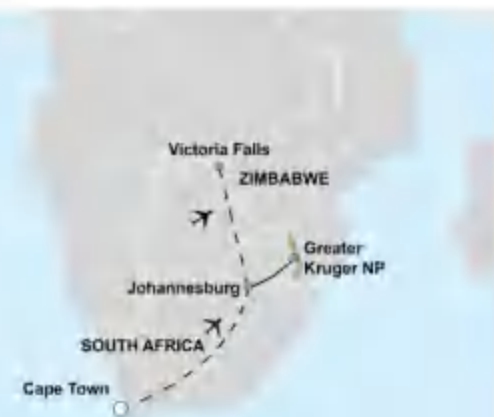 Victoria Falls
ZIMBABWE
Greater
Kruger NP
Johannesburg
SOUTH AFRICA
Cape Town